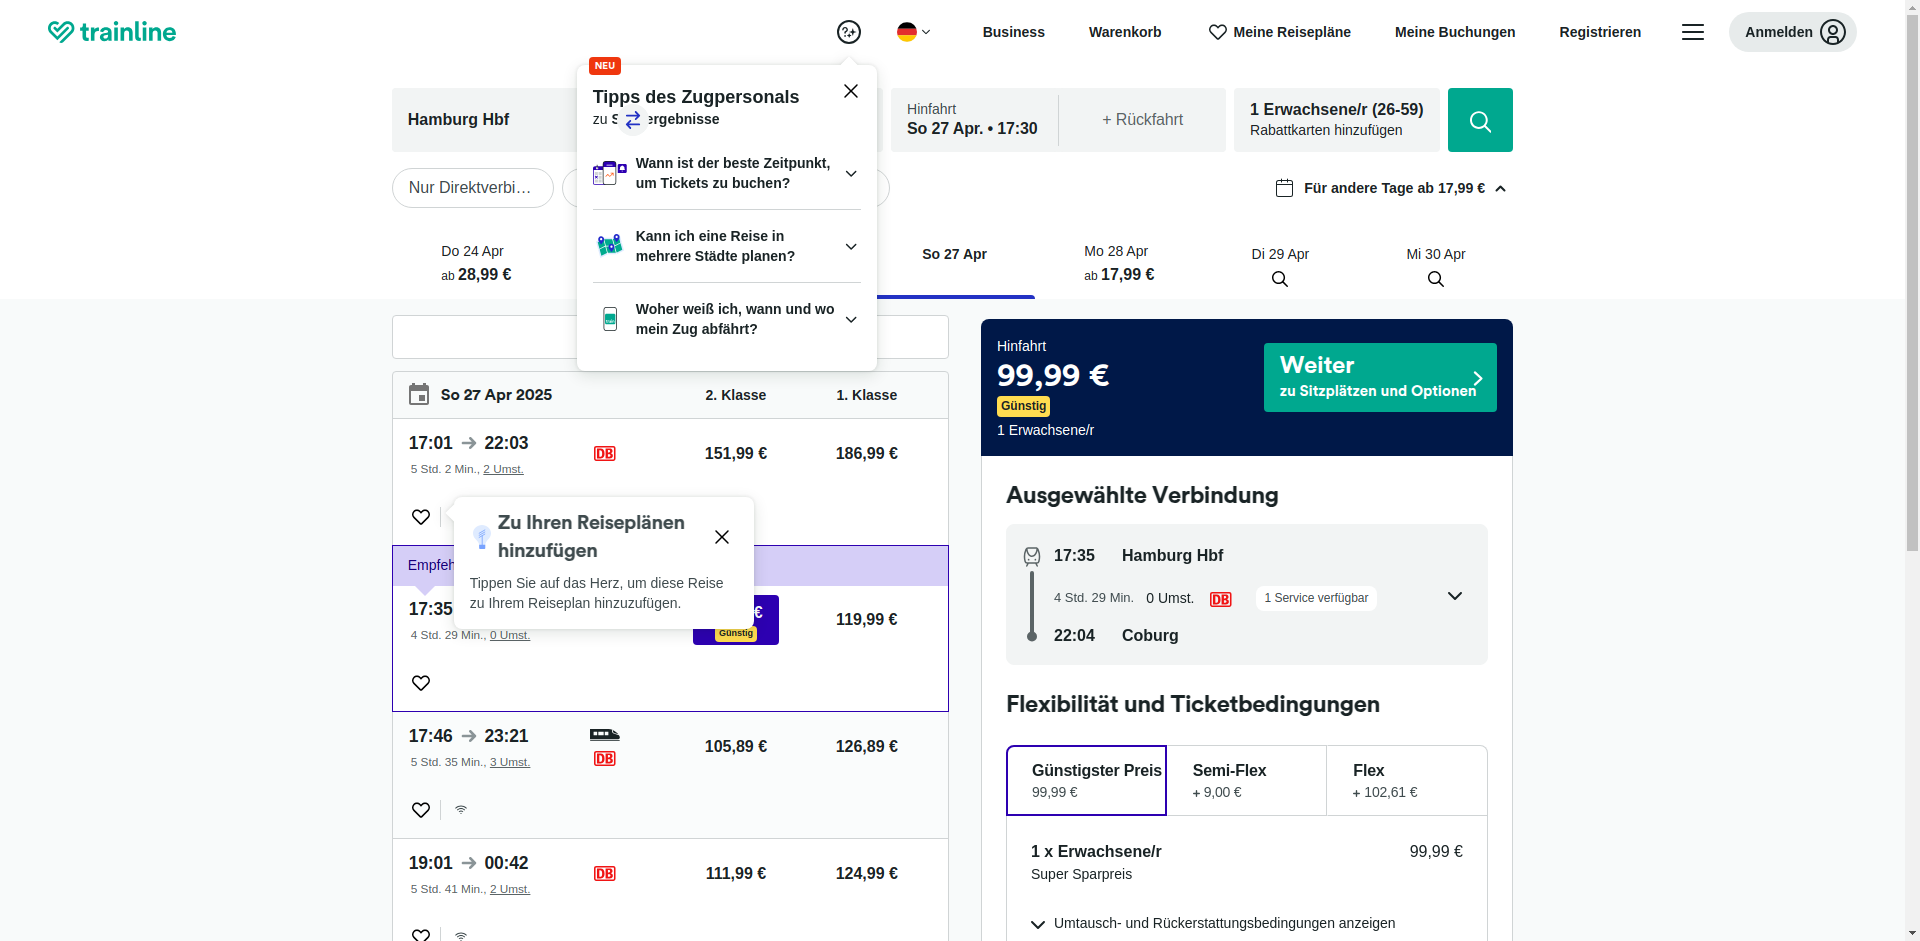 trainline
Business
Warenkorb
Meine Reisepläne
Meine Buchungen
Registrieren
Anmelden
NEU
Tipps des Zugpersonals
zu S ergebnisse
Wann ist der beste Zeitpunkt,
um Tickets zu buchen?
Kann ich eine Reise in
mehrere Städte planen?
Woher weiß ich, wann und wo
mein Zug abfährt?
Hamburg Hbf
Hinfahrt
So 27 Apr. • 17:30
+ Rückfahrt
1 Erwachsene/r (26-59)
Rabattkarten hinzufügen
Nur Direktverbi…
Für andere Tage ab 17,99 €
Do 24 Apr
ab 28,99 €
So 27 Apr
Mo 28 Apr
ab 17,99 €
Di 29 Apr
Mi 30 Apr
So 27 Apr 2025
2. Klasse
1. Klasse
17:01 22:03
151,99 €
186,99 €
5 Std. 2 Min., 2 Umst.
Zu Ihren Reiseplänen
hinzufügen
Tippen Sie auf das Herz, um diese Reise
zu Ihrem Reiseplan hinzuzufügen.
Empfeh
17:35
€
Günstig
119,99 €
4 Std. 29 Min., 0 Umst.
17:46 23:21
DB
105,89 €
126,89 €
5 Std. 35 Min., 3 Umst.
19:01 00:42
DB
111,99 €
124,99 €
5 Std. 41 Min., 2 Umst.
Hinfahrt
99,99 €
Günstig
1 Erwachsene/r
Weiter
zu Sitzplätzen und Optionen
Ausgewählte Verbindung
17:35 Hamburg Hbf
4 Std. 29 Min. 0 Umst. DB 1 Service verfügbar
22:04 Coburg
Flexibilität und Ticketbedingungen
Günstigster Preis
99,99 €
Semi-Flex
+ 9,00 €
Flex
+ 102,61 €
1 x Erwachsene/r
99,99 €
Super Sparpreis
Umtausch- und Rückerstattungsbedingungen anzeigen